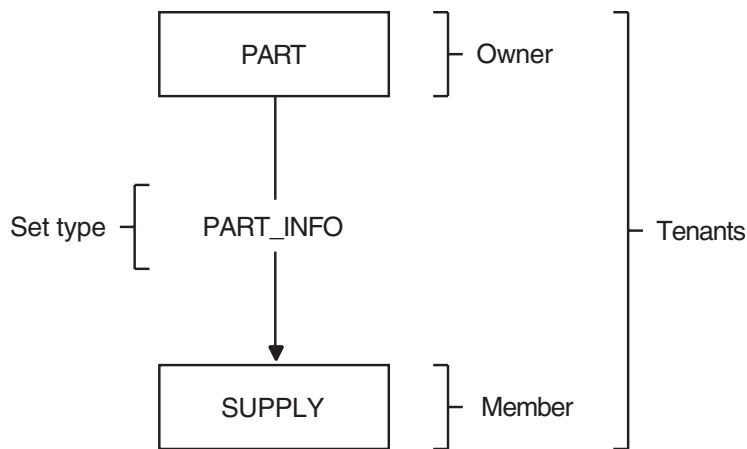 PART
Owner
Set type
PART_INFO
Tenants
SUPPLY
Member